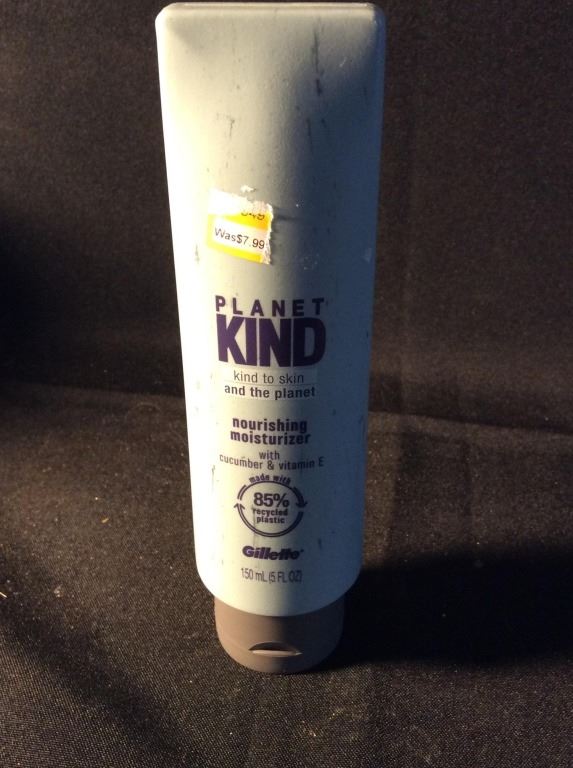 Was$7.99
PLANET
KIND
kind to skin
and the planet
nourishing
moisturizer
with
cucumber & vitamin E
made with
85%
recycled
plastic
Gillette
150 mL (5 FL OZ)